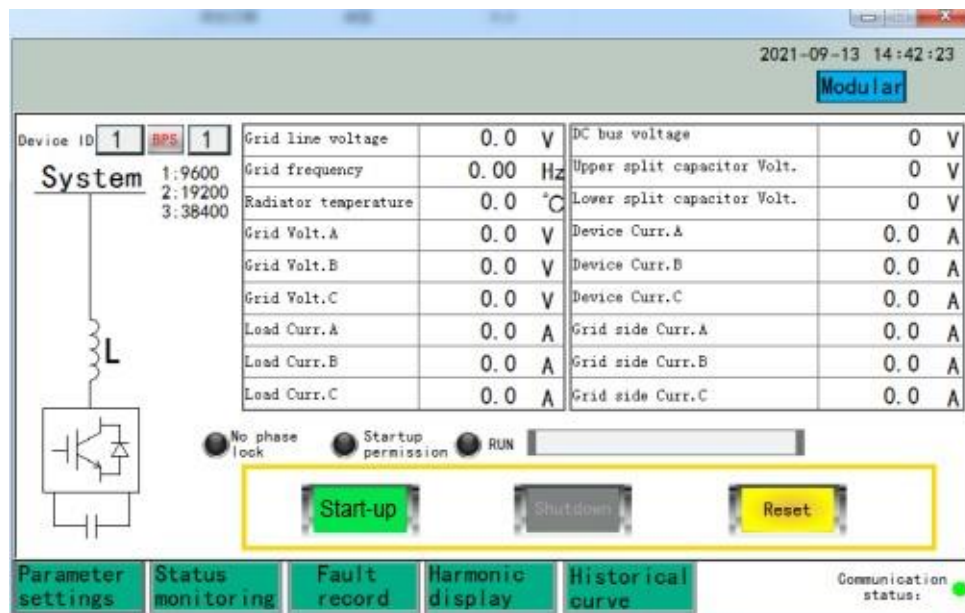 2021-09-13 14:42:23
Modular
Device ID 1 BPS 1
System
1:9600
2:19200
3:38400
L
Grid line voltage 0.0 V DC bus voltage 0 V
Grid frequency 0.00 Hz Upper split capacitor Volt. 0 V
Radiator temperature 0.0 ℃ Lower split capacitor Volt. 0 V
Grid Volt.A 0.0 V Device Curr.A 0.0 A
Grid Volt.B 0.0 V Device Curr.B 0.0 A
Grid Volt.C 0.0 V Device Curr.C 0.0 A
Load Curr.A 0.0 A Grid side Curr.A 0.0 A
Load Curr.B 0.0 A Grid side Curr.B 0.0 A
Load Curr.C 0.0 A Grid side Curr.C 0.0 A
No phase
lock
Startup
permission
RUN
Start-up Shutdown Reset
Parameter
settings
Status
monitoring
Fault
record
Harmonic
display
Historical
curve
Communication
status: